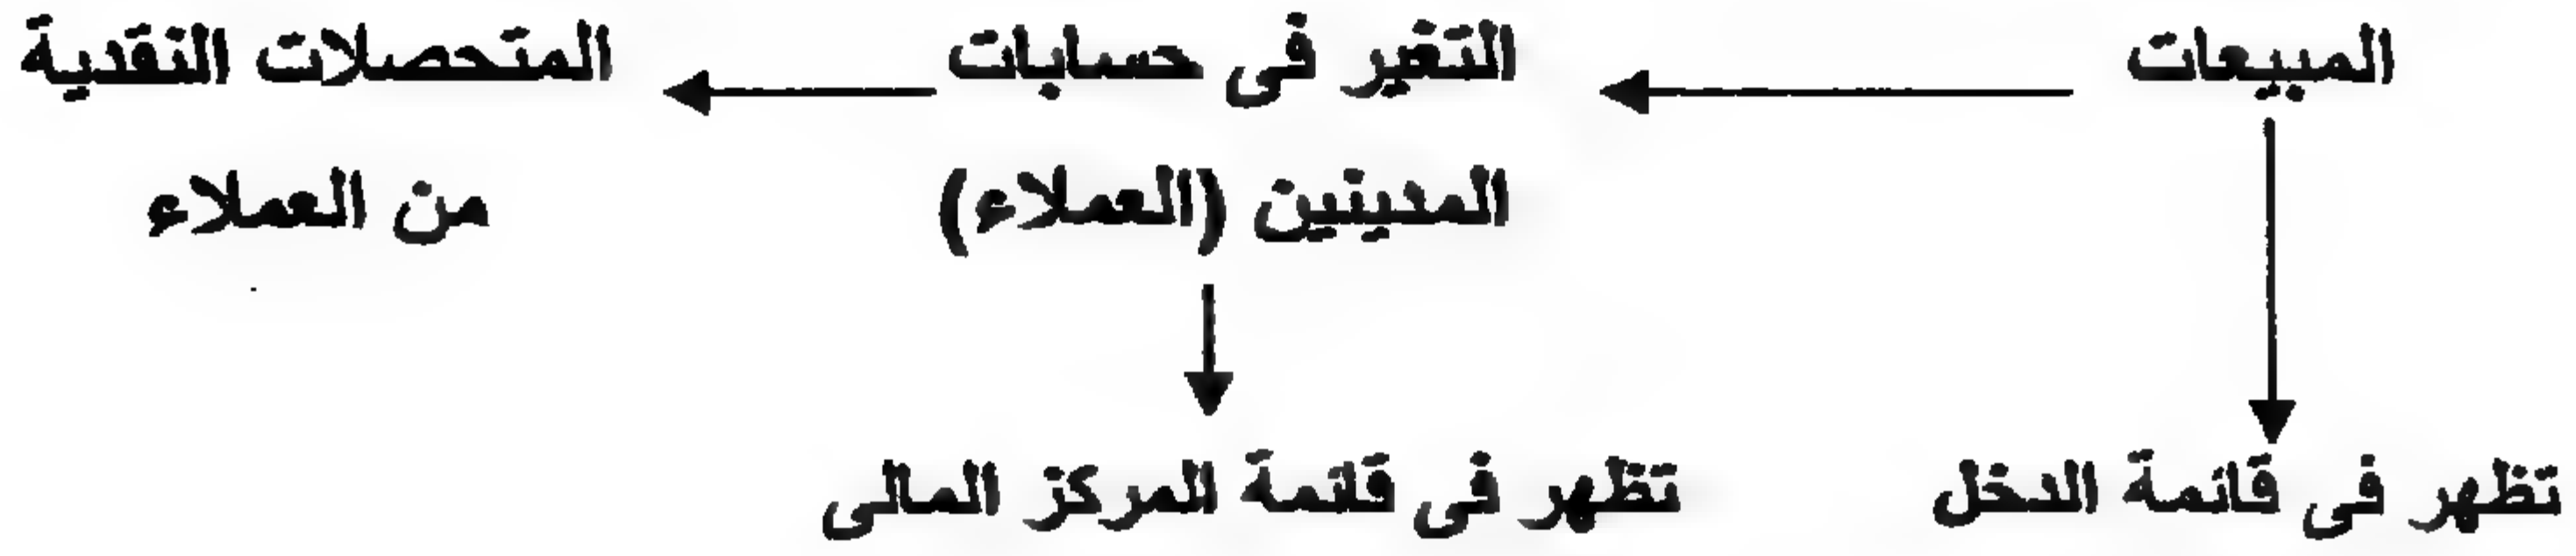 المبيعات
التغير فى حسابات
المدينين (العملاء)
المتحصلات النقدية
من العملاء
تظهر فى قائمة الدخل
تظهر فى قائمة المركز المالى